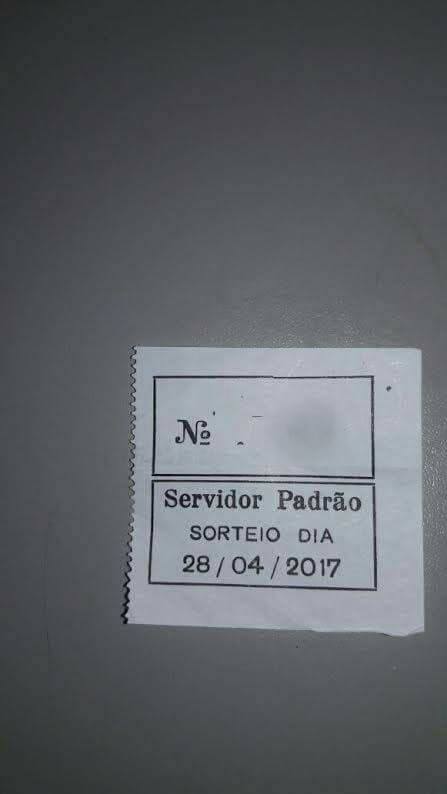 Nº
Servidor Padrão
SORTEIO DIA
28 / 04 / 2017